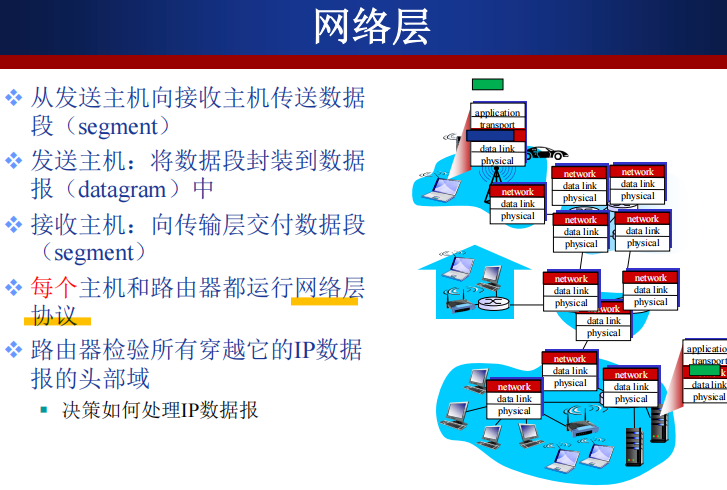 网络层
从发送主机向接收主机传送数据
段（segment）
发送主机：将数据段封装到数据
报（datagram）中
接收主机：向传输层交付数据段
（segment）
每个主机和路由器都运行网络层
协议
路由器检验所有穿越它的IP数据
报的头部域
决策如何处理IP数据报
application
transport
data link
physical
network
data link
physical
network
data link
physical
network
data link
physical
network
data link
physical
network
data link
physical
network
data link
physical
network
data link
physical
network
data link
physical
network
data link
physical
network
data link
physical
network
data link
physical
application
transport
data link
physical